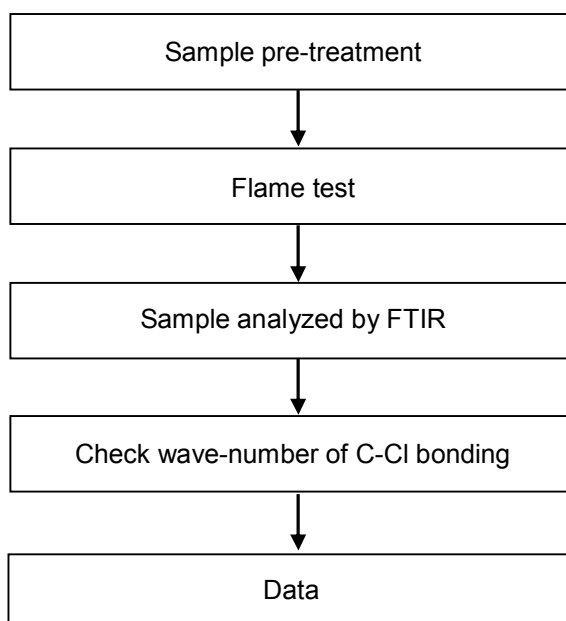 Sample pre-treatment
Flame test
Sample analyzed by FTIR
Check wave-number of C-Cl bonding
Data